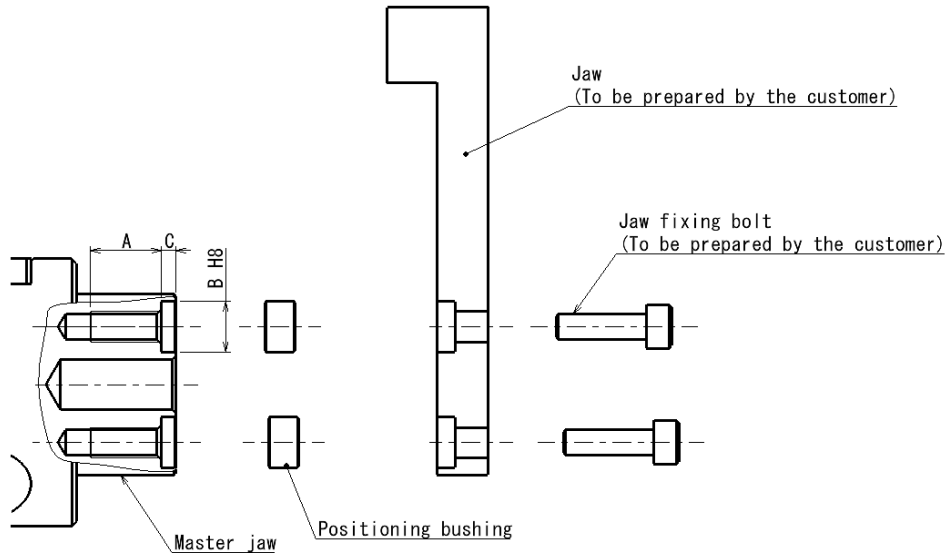 Jaw
(To be prepared by the customer)
Jaw fixing bolt
(To be prepared by the customer)
A
C
B H8
Positioning bushing
Master jaw